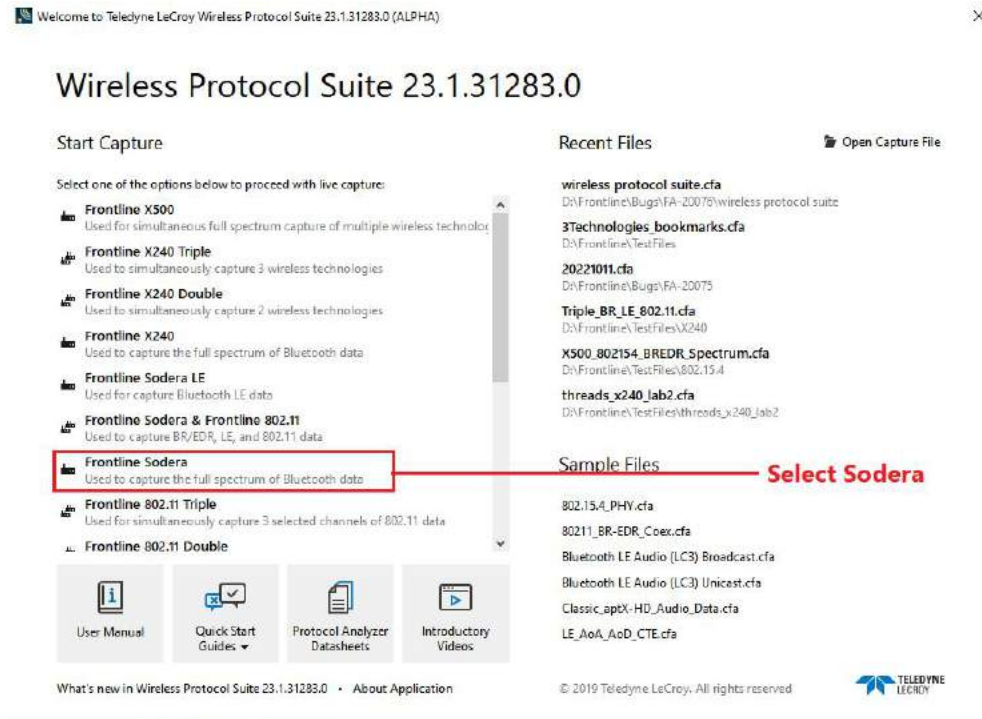 Welcome to Teledyne LeCroy Wireless Protocol Suite 23.1.31283.0 (ALPHA)
Wireless Protocol Suite 23.1.31283.0
Start Capture
Select one of the options below to proceed with live capture:
Frontline X500
Used for simultaneous full spectrum capture of multiple wireless technolog
Frontline X240 Triple
Used to simultaneously capture 3 wireless technologies
Frontline X240 Double
Used to simultaneously capture 2 wireless technologies
Frontline X240
Used to capture the full spectrum of Bluetooth data
Frontline Sodera LE
Used for capture Bluetooth LE data
Frontline Sodera & Frontline 802.11
Used to capture BR/EDR, LE, and 802.11 data
Frontline Sodera
Used to capture the full spectrum of Bluetooth data
Frontline 802.11 Triple
Used for simultaneously capture 3 selected channels of 802.11 data
Frontline 802.11 Double
User Manual
Quick Start
Guides
Protocol Analyzer
Datasheets
Introductory
Videos
What's new in Wireless Protocol Suite 23.1.31283.0 • About Application
Recent Files
Open Capture File
wireless protocol suite.cfa
D:\Frontline\Bugs\FA-20076\wireless protocol suite
3Technologies_bookmarks.cfa
D:\Frontline\TestFiles
20221011.cfa
D:\Frontline\Bugs\FA-20075
Triple_BR_LE_802.11.cfa
D:\Frontline\TestFiles\X240
X500_802154_BREDR_Spectrum.cfa
D:\Frontline\TestFiles\802.15.4
threads_x240_lab2.cfa
D:\Frontline\TestFiles\threads_x240_lab2
Sample Files
Select Sodera
802.15.4_PHY.cfa
80211_BR-EDR_Coex.cfa
Bluetooth LE Audio (LC3) Broadcast.cfa
Bluetooth LE Audio (LC3) Unicast.cfa
Classic_aptX-HD_Audio_Data.cfa
LE_AoA_AoD_CTE.cfa
© 2019 Teledyne LeCroy. All rights reserved
TELEDYNE
LECROY